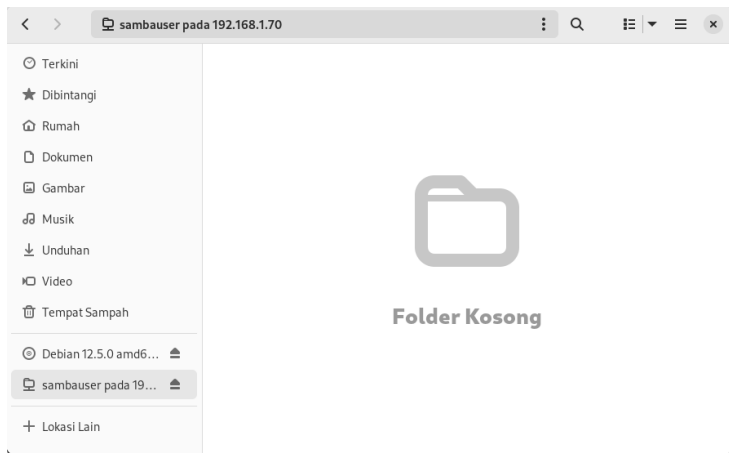 sambauser pada 192.168.1.70
Terkini
Dibintangi
Rumah
Dokumen
Gambar
Musik
Unduhan
Video
Tempat Sampah
Debian 12.5.0 amd6...
sambauser pada 19...
Lokasi Lain
Folder Kosong